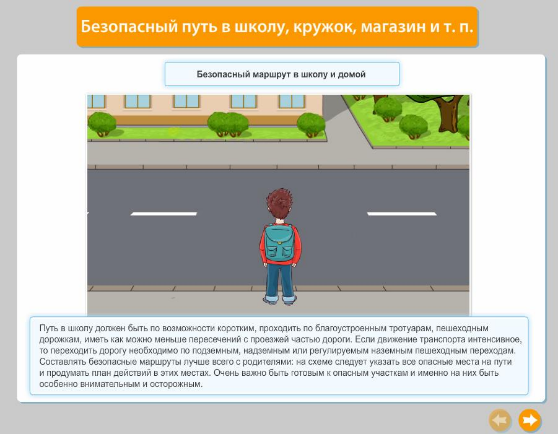 Безопасный путь в школу, кружок, магазин и т. п.
Безопасный маршрут в школу и домой
Путь в школу должен быть по возможности коротким, проходить по благоустроенным тротуарам, пешеходным
дорожкам, иметь как можно меньше пересечений с проезжей частью дороги. Если движение транспорта интенсивное,
то переходить дорогу необходимо по подземным, надземным или регулируемым наземным пешеходным переходам.
Составлять безопасные маршруты лучше всего с родителями: на схеме следует указать все опасные места на пути
и продумать план действий в этих местах. Очень важно быть готовым к опасным участкам и именно на них быть
особенно внимательным и осторожным.